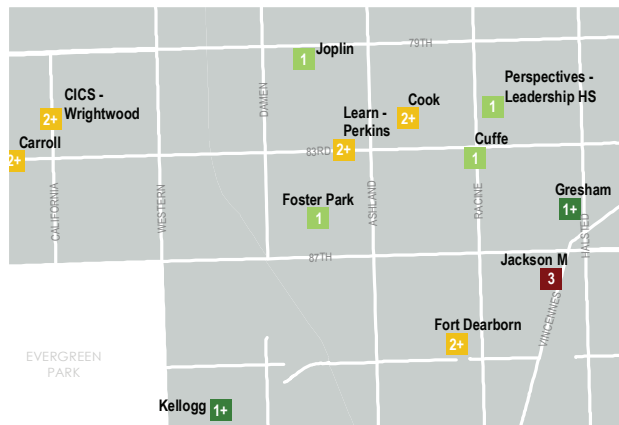 79TH
Joplin
1
CICS -
Wrightwood
2+
Carroll
2+
DAMEN
Cook
2+
Perspectives -
Leadership HS
1
Learn -
Perkins
2+
83RD
Cuffe
1
CALIFORNIA
WESTERN
Foster Park
1
ASHLAND
RACINE
Gresham
1+
HALSTED
87TH
Jackson M
3
VINCENNES
Fort Dearborn
2+
EVERGREEN
PARK
Kellogg
1+